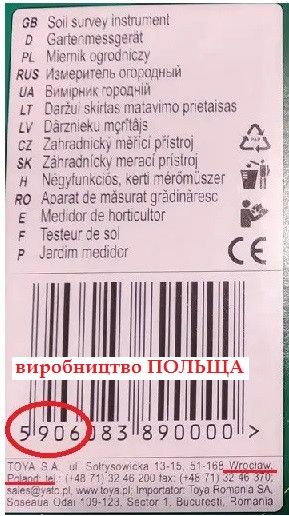 GB Soil survey instrument
D Gartenmessgerät
PL Miernik ogrodniczy
RUS Измеритель огородный
UA Вимірник городній
LT Daržul skirtas matavimo prietaisas
LV Dārznieku mçrîtâjs
CZ Zahradnický měřicí přístroj
SK Záhradnícky merací prístroj
H Négyfunkciós, kerti mérőműszer
RO Aparat de măsurat grădinăresc
E Medidor de horticultor
F Testeur de sol
P Jardim medidor
CE
виробництво ПОЛЬЩА
5 906083 890000 >
TOYA S.A. ul. Sołtysowicka 13-15, 51-168 Wrocław,
Poland; tel.: (+48 71) 32 46 200 fax: (+48 71) 32 46 370,
sales@yato.pl; www.toya.pl; Importator: Toya Romania SA,
Soseaua Odai 109-123, Sector 1, Bucuresti, Romania